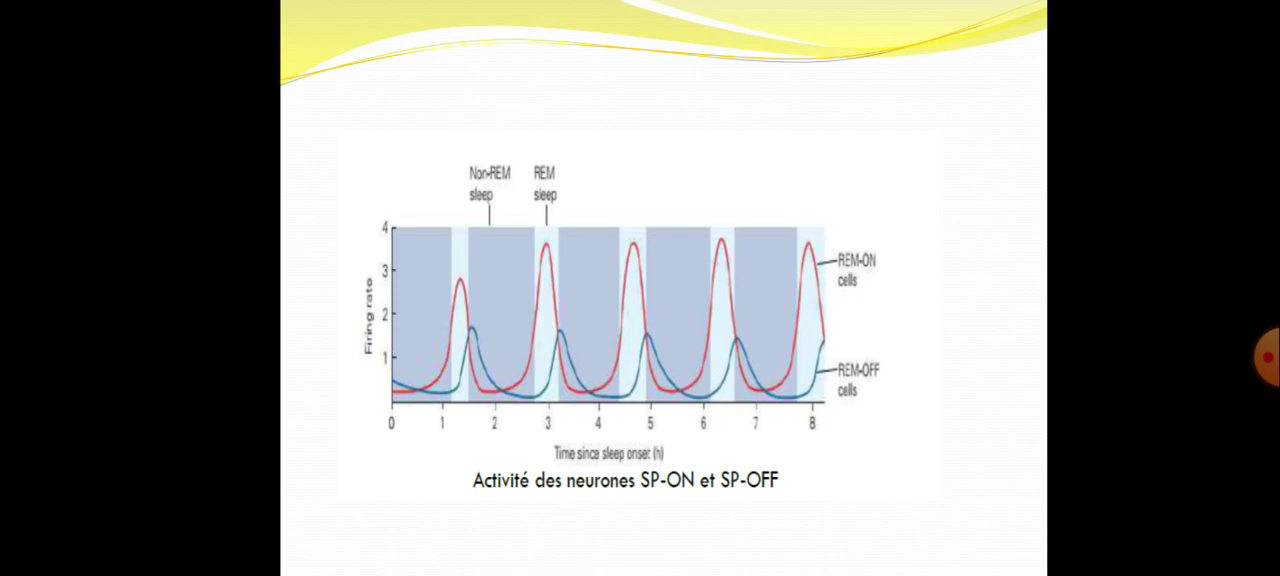 Non-REM REM
sleep sleep
4
3
2
1
Firing rate
REM-ON
cells
REM-OFF
cells
0 1 2 3 4 5 6 7 8
Time since sleep onset (h)
Activité des neurones SP-ON et SP-OFF